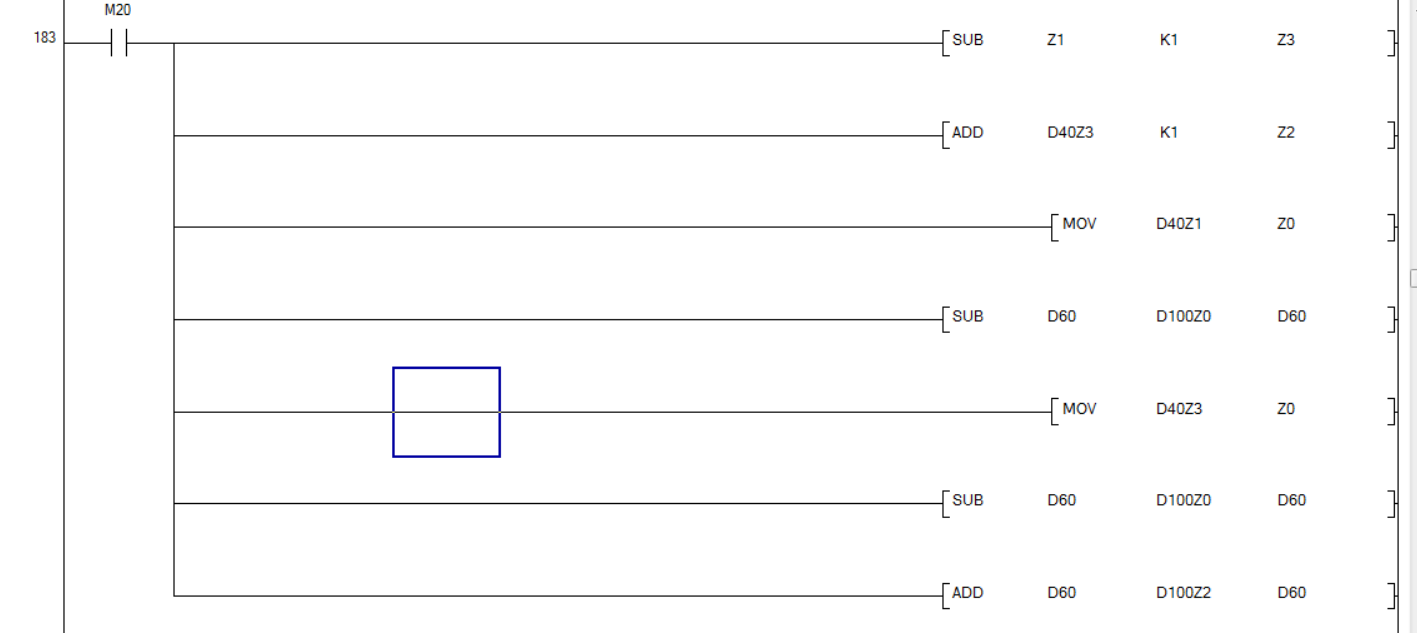 M20
183 SUB Z1 K1 Z3
ADD D40Z3 K1 Z2
MOV D40Z1 Z0
SUB D60 D100Z0 D60
MOV D40Z3 Z0
SUB D60 D100Z0 D60
ADD D60 D100Z2 D60